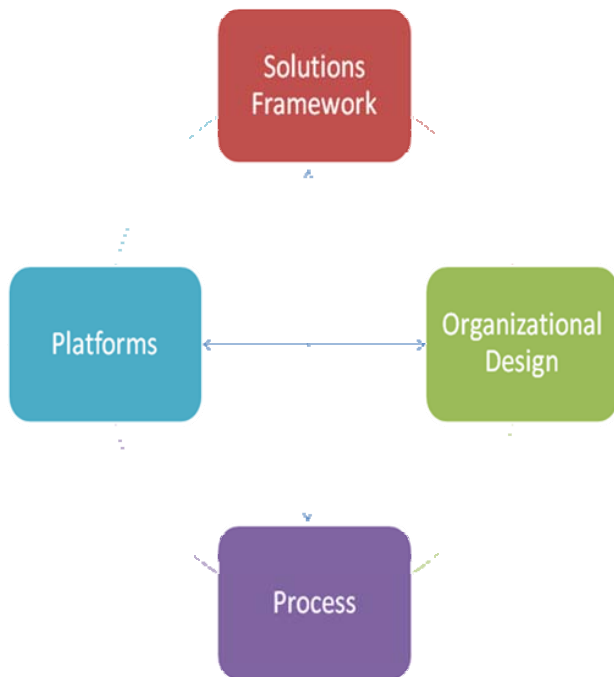 Solutions
Framework
Platforms
Organizational
Design
Process